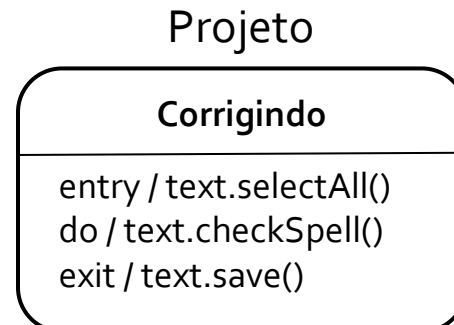 Projeto
Corrigindo
entry / text.selectAll()
do / text.checkSpell()
exit / text.save()